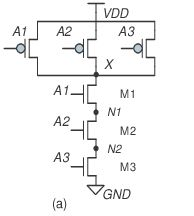 VDD
A1 A2 A3
X
A1 M1
N1
A2 M2
N2
A3 M3
(a) GND